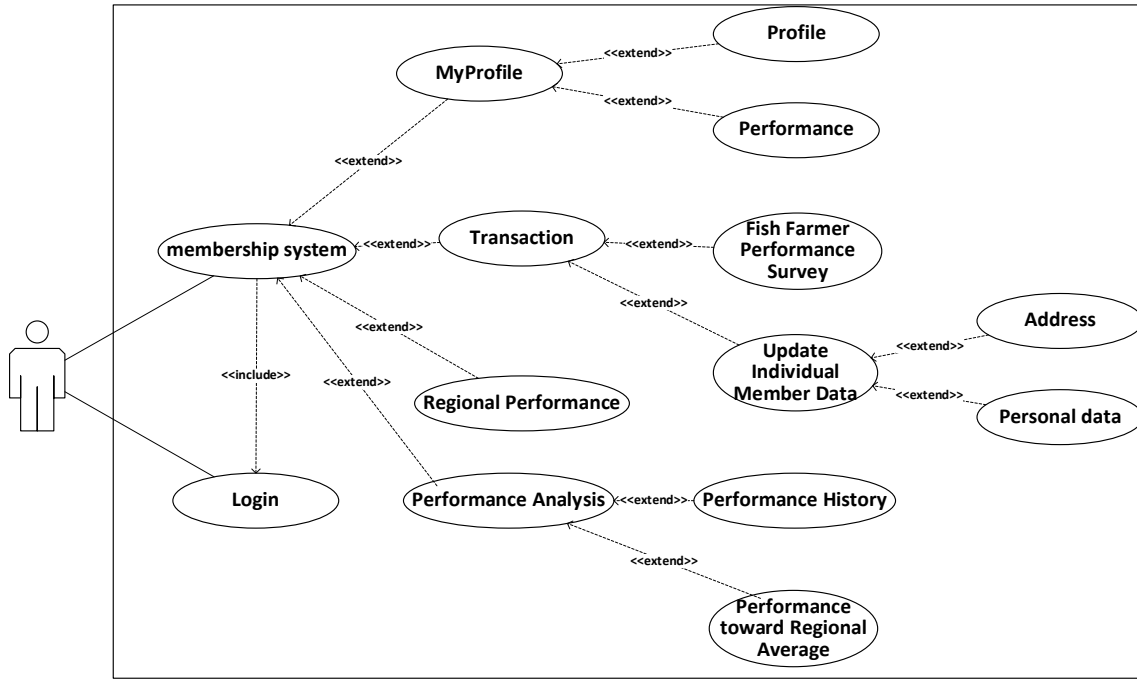 Profile
<<extend>>
MyProfile
<<extend>>
Performance
<<extend>>
membership system
<<extend>>
Transaction
<<extend>>
Fish Farmer
Performance
Survey
<<extend>>
Address
<<extend>>
<<extend>>
Update
Individual
Member Data
<<include>>
<<extend>>
<<extend>>
Regional Performance
Personal data
Login
Performance Analysis
<<extend>>
Performance History
<<extend>>
Performance
toward Regional
Average